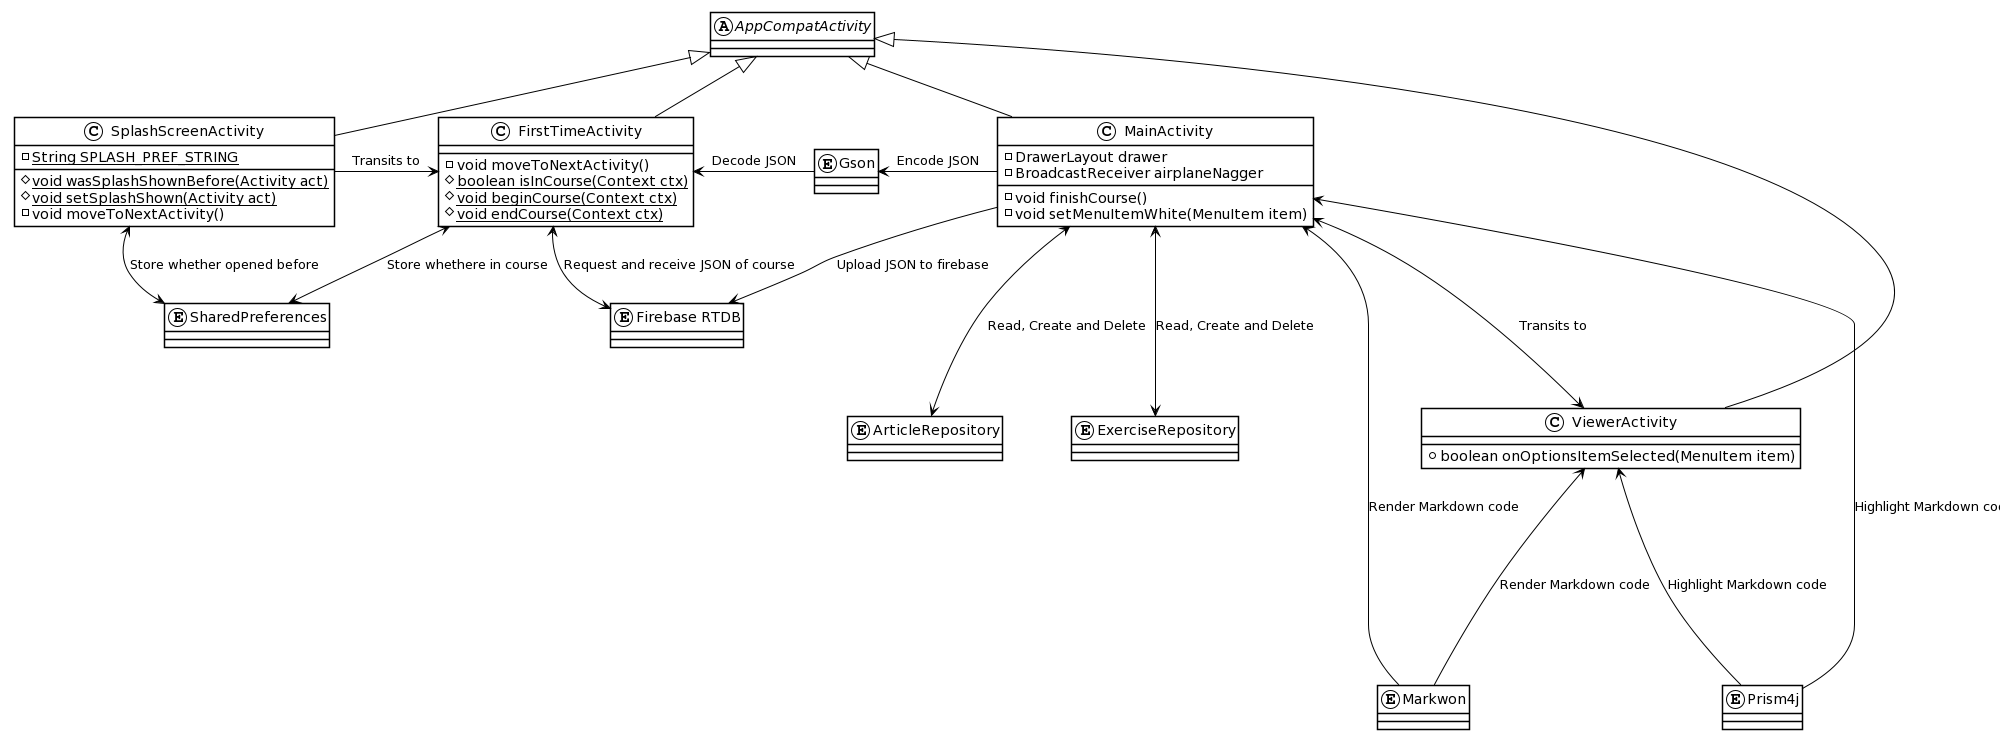 A AppCompatActivity
C SplashScreenActivity
String SPLASH_PREF_STRING
void wasSplashShownBefore(Activity act)
void setSplashShown(Activity act)
void moveToNextActivity()
Transits to
C FirstTimeActivity
void moveToNextActivity()
boolean isInCourse(Context ctx)
void beginCourse(Context ctx)
void endCourse(Context ctx)
Decode JSON
E Gson
Encode JSON
C MainActivity
DrawerLayout drawer
BroadcastReceiver airplaneNagger
void finishCourse()
void setMenuItemWhite(MenuItem item)
Store whether opened before
Store whethere in course
Request and receive JSON of course
Upload JSON to firebase
E SharedPreferences
E Firebase RTDB
Read, Create and Delete
Read, Create and Delete
Transits to
E ArticleRepository
E ExerciseRepository
C ViewerActivity
boolean onOptionsItemSelected(MenuItem item)
Render Markdown code
Highlight Markdown co
Render Markdown code
Highlight Markdown code
E Markwon
E Prism4j